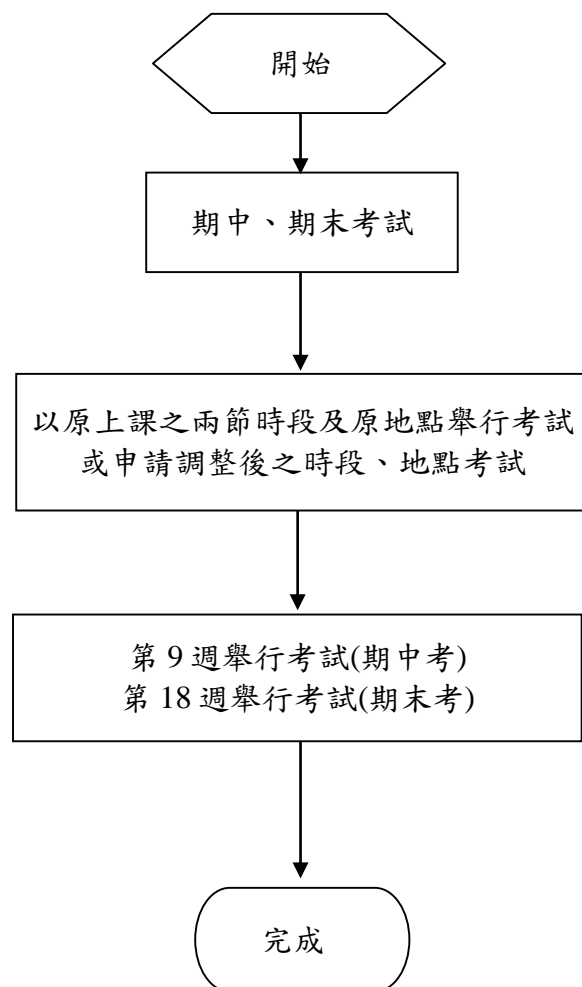 開始
期中、期末考試
以原上課之兩節時段及原地點舉行考試
或申請調整後之時段、地點考試
第 9 週舉行考試(期中考)
第 18 週舉行考試(期末考)
完成